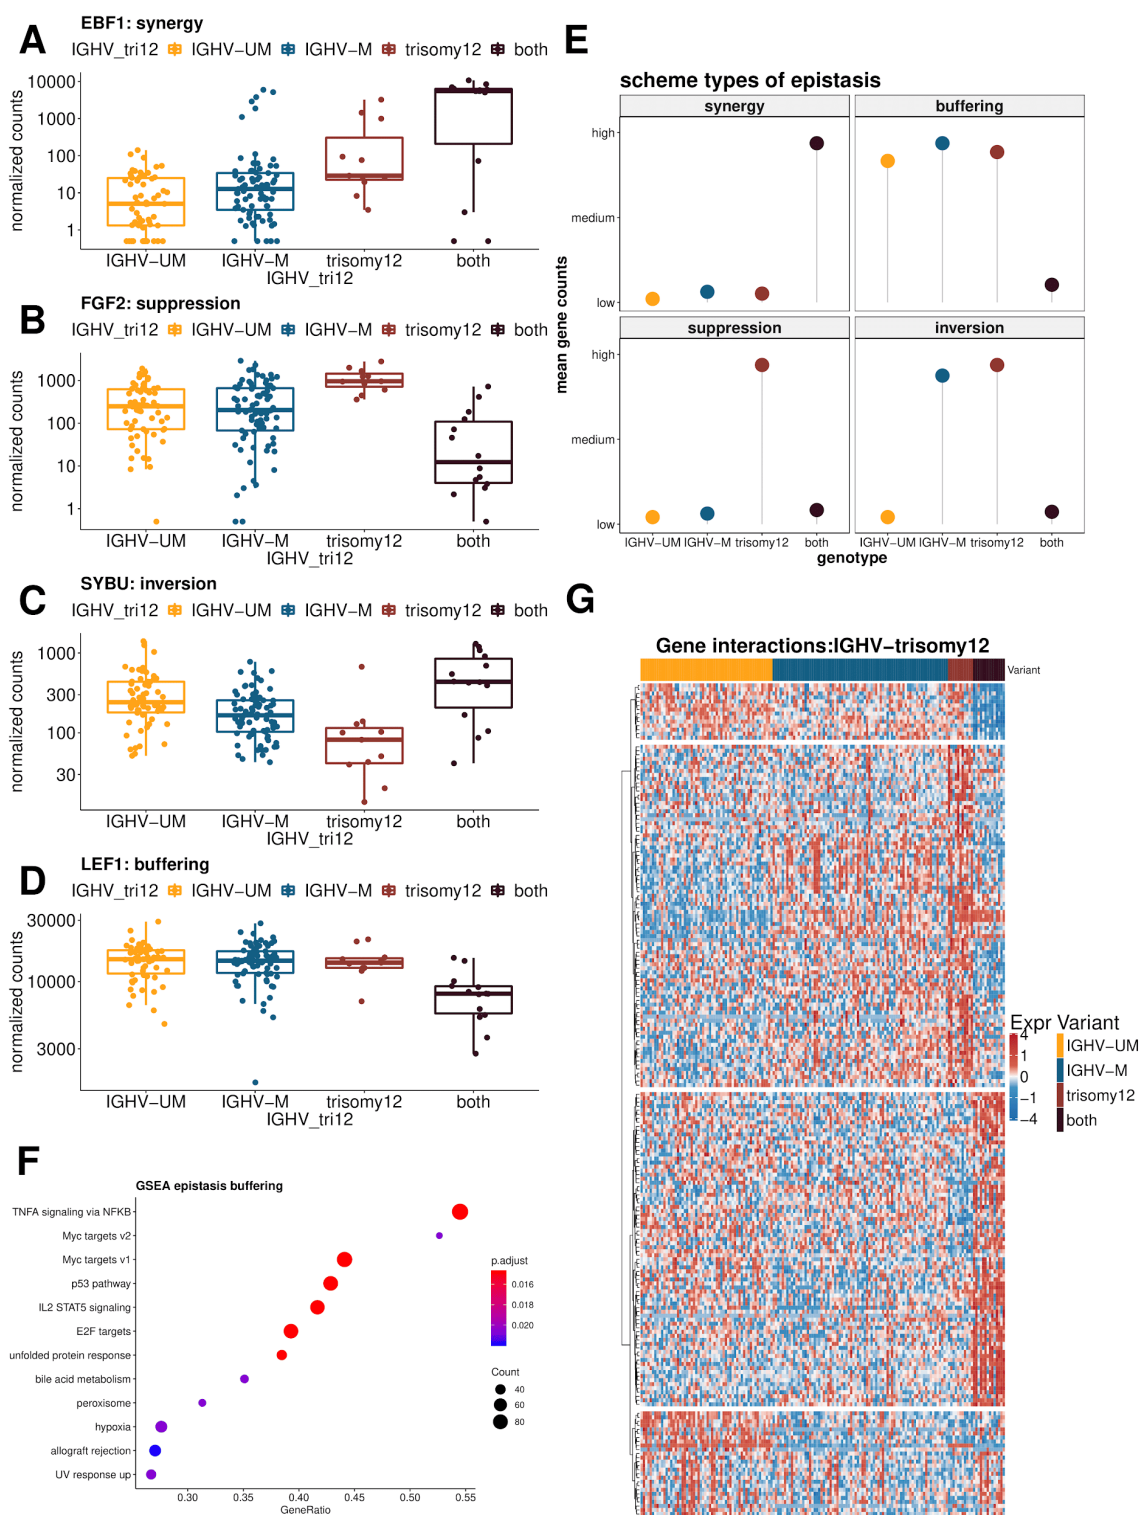 A
EBF1: synergy
IGHV_tri12 IGHV−UM IGHV−M trisomy12 both
normalized counts
10000
1000
100
10
1
IGHV−UM IGHV−M trisomy12 both
IGHV_tri12
B
FGF2: suppression
IGHV_tri12 IGHV−UM IGHV−M trisomy12 both
normalized counts
1000
100
10
1
IGHV−UM IGHV−M trisomy12 both
IGHV_tri12
C
SYBU: inversion
IGHV_tri12 IGHV−UM IGHV−M trisomy12 both
normalized counts
1000
300
100
30
IGHV−UM IGHV−M trisomy12 both
IGHV_tri12
D
LEF1: buffering
IGHV_tri12 IGHV−UM IGHV−M trisomy12 both
normalized counts
30000
10000
3000
IGHV−UM IGHV−M trisomy12 both
IGHV_tri12
E
scheme types of epistasis
synergy buffering
high
medium
low
suppression inversion
high
medium
low
mean gene counts
IGHV−UM IGHV−M trisomy12 both IGHV−UM IGHV−M trisomy12 both
genotype
F
GSEA epistasis buffering
TNFA signaling via NFKB
Myc targets v2
Myc targets v1
p53 pathway
IL2 STAT5 signaling
E2F targets
unfolded protein response
bile acid metabolism
peroxisome
hypoxia
allograft rejection
UV response up
0.30 0.35 0.40 0.45 0.50 0.55
GeneRatio
p.adjust
0.016
0.018
0.020
Count
40
60
80
G
Gene interactions:IGHV−trisomy12
Variant
Expr
4
1
0
−1
−4
Variant
IGHV−UM
IGHV−M
trisomy12
both